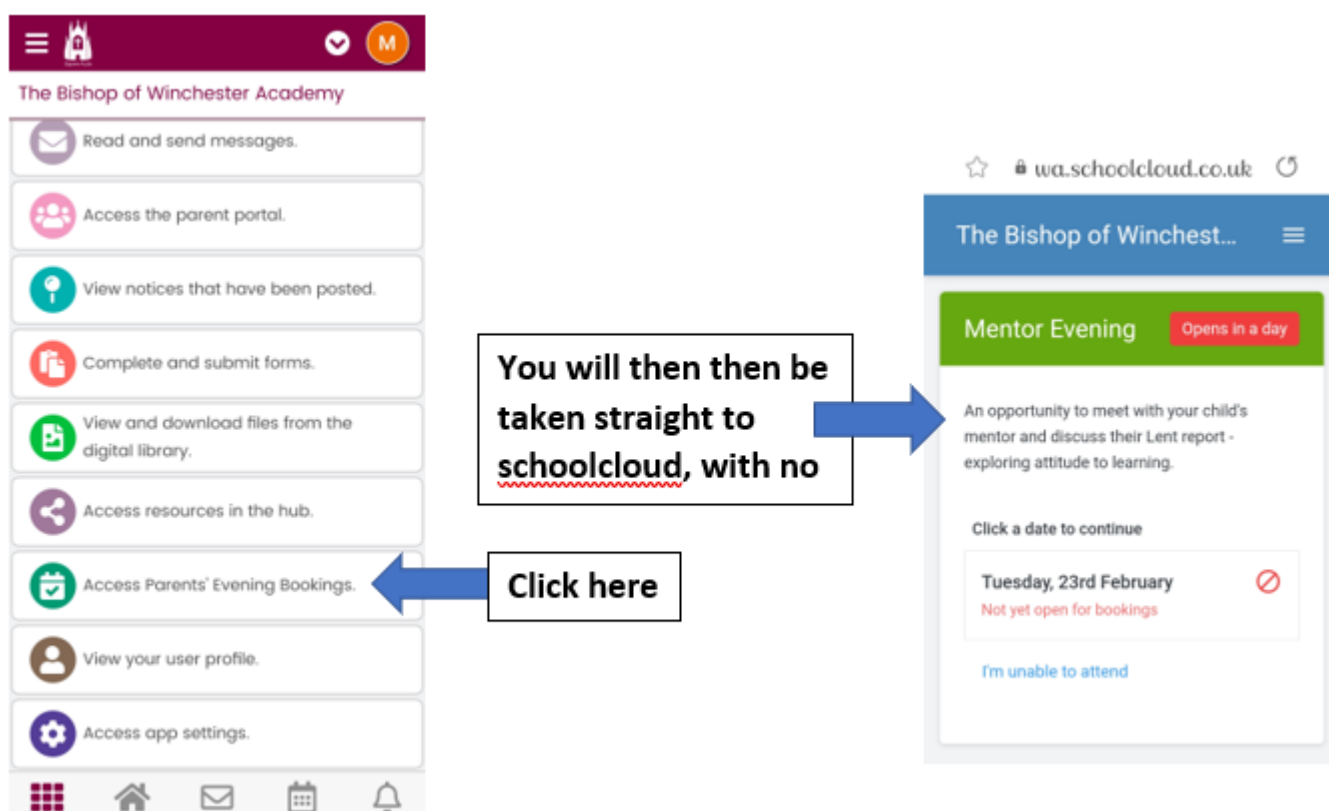 M
The Bishop of Winchester Academy
Read and send messages.
Access the parent portal.
View notices that have been posted.
Complete and submit forms.
View and download files from the
digital library.
Access resources in the hub.
Access Parents' Evening Bookings.
View your user profile.
Access app settings.
You will then then be
taken straight to
schoolcloud, with no
Click here
wa.schoolcloud.co.uk
The Bishop of Winchest...
Mentor Evening
Opens in a day
An opportunity to meet with your child's
mentor and discuss their Lent report -
exploring attitude to learning.
Click a date to continue
Tuesday, 23rd February
Not yet open for bookings
I'm unable to attend